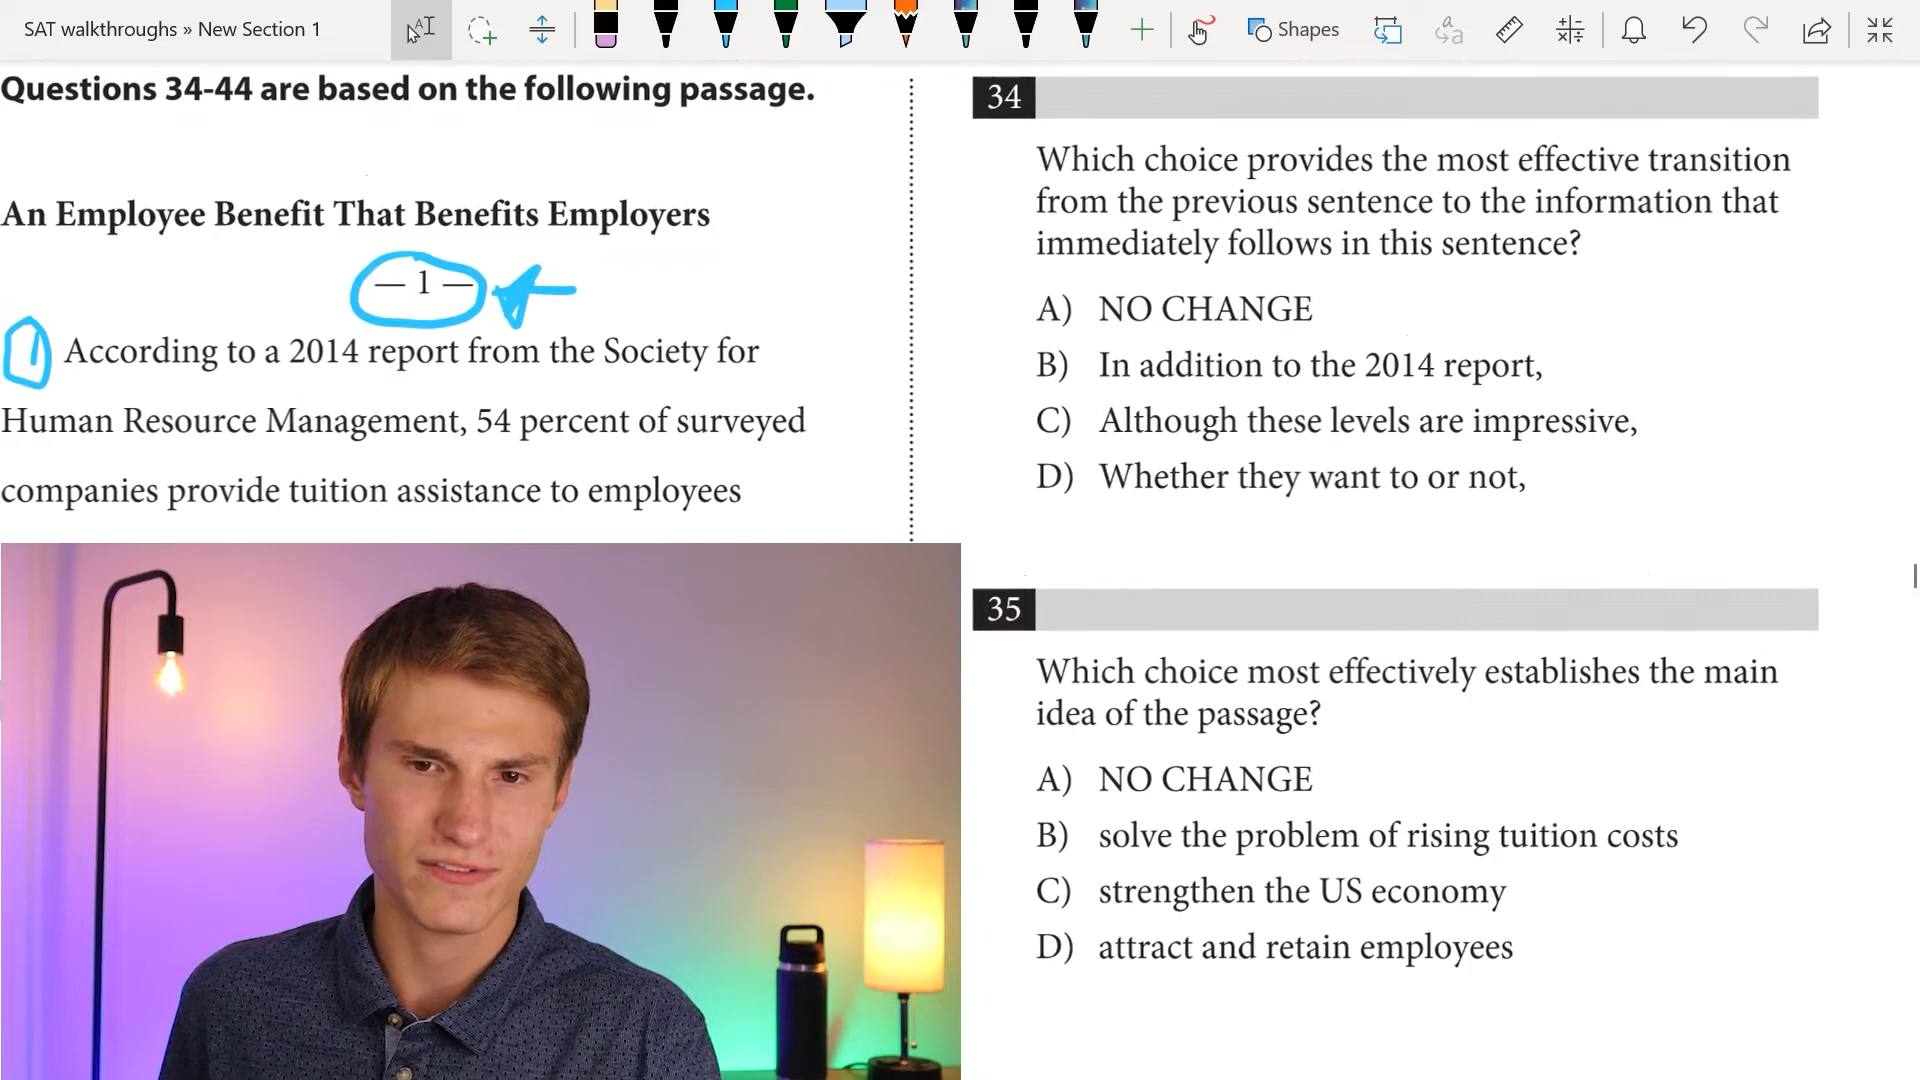 SAT walkthroughs » New Section 1
Shapes
Questions 34-44 are based on the following passage.
An Employee Benefit That Benefits Employers
— 1 —
1 According to a 2014 report from the Society for
Human Resource Management, 54 percent of surveyed
companies provide tuition assistance to employees
34
Which choice provides the most effective transition
from the previous sentence to the information that
immediately follows in this sentence?
A) NO CHANGE
B) In addition to the 2014 report,
C) Although these levels are impressive,
D) Whether they want to or not,
35
Which choice most effectively establishes the main
idea of the passage?
A) NO CHANGE
B) solve the problem of rising tuition costs
C) strengthen the US economy
D) attract and retain employees